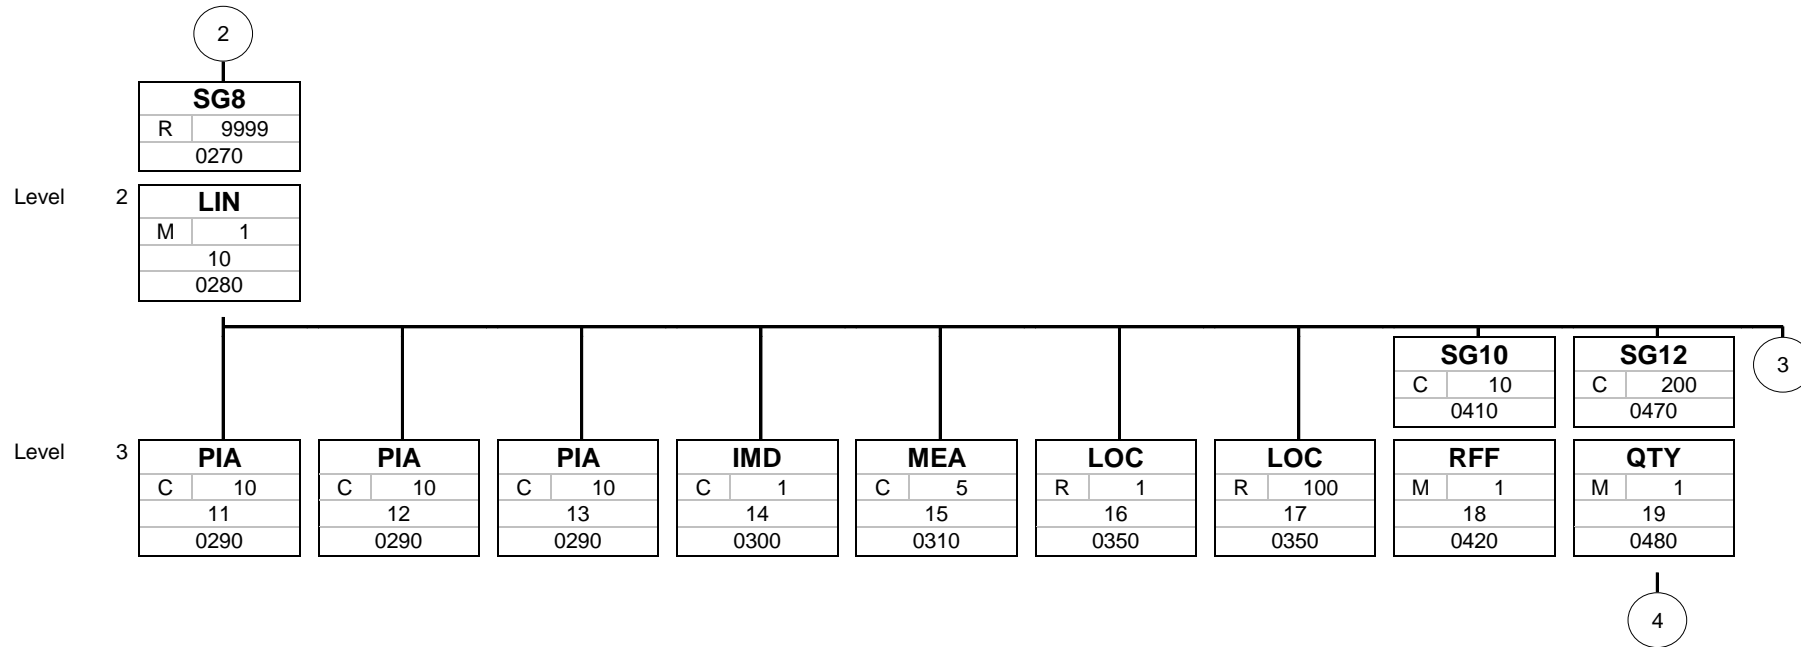 2
SG8
R 9999
0270
Level 2 LIN
M 1
10
0280
SG10 SG12 3
C 10 C 200
0410 0470
Level 3 PIA PIA PIA IMD MEA LOC LOC RFF QTY
C 10 C 10 C 10 C 1 C 5 R 1 R 100 M 1 M 1
11 12 13 14 15 16 17 18 19
0290 0290 0290 0300 0310 0350 0350 0420 0480
4